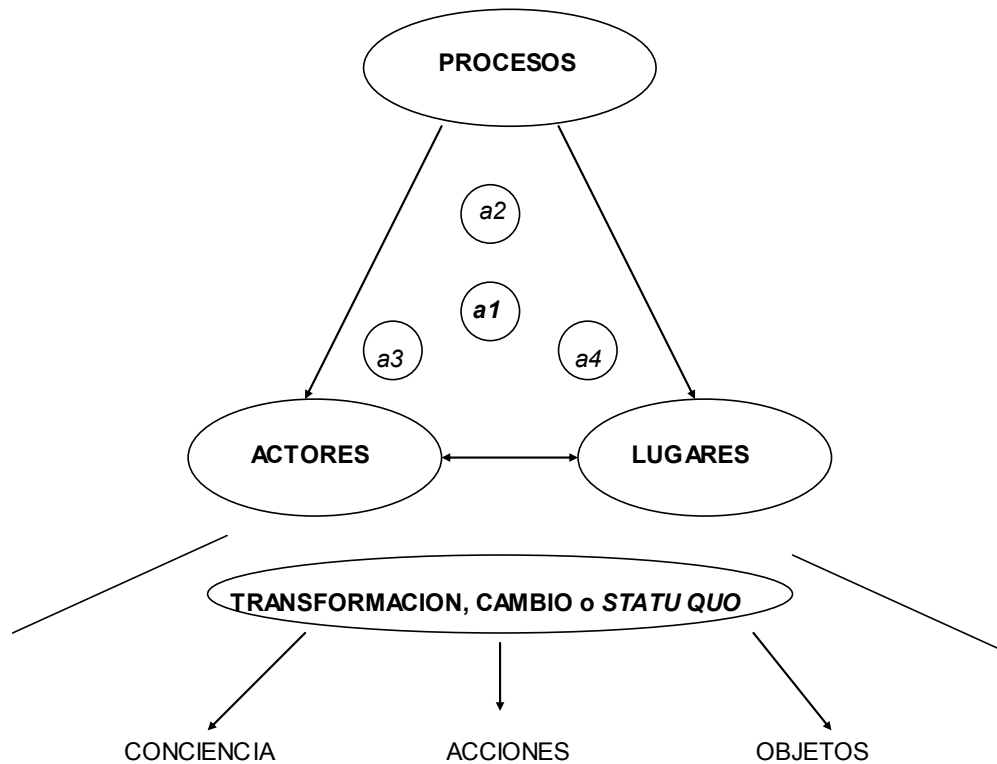 PROCESOS
a2
a1
a3
a4
ACTORES
LUGARES
TRANSFORMACION, CAMBIO o STATU QUO
CONCIENCIA
ACCIONES
OBJETOS